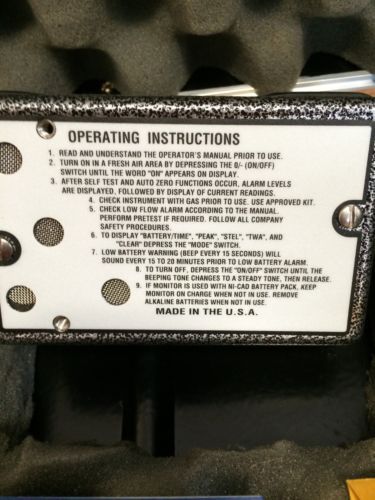 OPERATING INSTRUCTIONS
1. READ AND UNDERSTAND THE OPERATOR'S MANUAL PRIOR TO USE.
2. TURN ON IN A FRESH AIR AREA BY DEPRESSING THE 0/- (ON/OFF)
SWITCH UNTIL THE WORD "ON" APPEARS ON DISPLAY.
3. AFTER SELF TEST AND AUTO ZERO FUNCTIONS OCCUR, ALARM LEVELS
ARE DISPLAYED, FOLLOWED BY DISPLAY OF CURRENT READINGS.
4. CHECK INSTRUMENT WITH GAS PRIOR TO USE. USE APPROVED KIT.
5. CHECK LOW FLOW ALARM ACCORDING TO THE MANUAL.
PERFORM PRETEST IF REQUIRED. FOLLOW ALL COMPANY
SAFETY PROCEDURES.
6. TO DISPLAY "BATTERY/TIME", "PEAK", "STEL", "TWA", AND
"CLEAR" DEPRESS THE "MODE" SWITCH.
7. LOW BATTERY WARNING (BEEP EVERY 15 SECONDS) WILL
SOUND EVERY 15 TO 20 MINUTES PRIOR TO LOW BATTERY ALARM.
8. TO TURN OFF, DEPRESS THE "ON/OFF" SWITCH UNTIL THE
BEEPING TONE CHANGES TO A STEADY TONE, THEN RELEASE.
9. IF MONITOR IS USED WITH NI-CAD BATTERY PACK, KEEP
MONITOR ON CHARGE WHEN NOT IN USE. REMOVE
ALKALINE BATTERIES WHEN NOT IN USE.
MADE IN THE U.S.A.